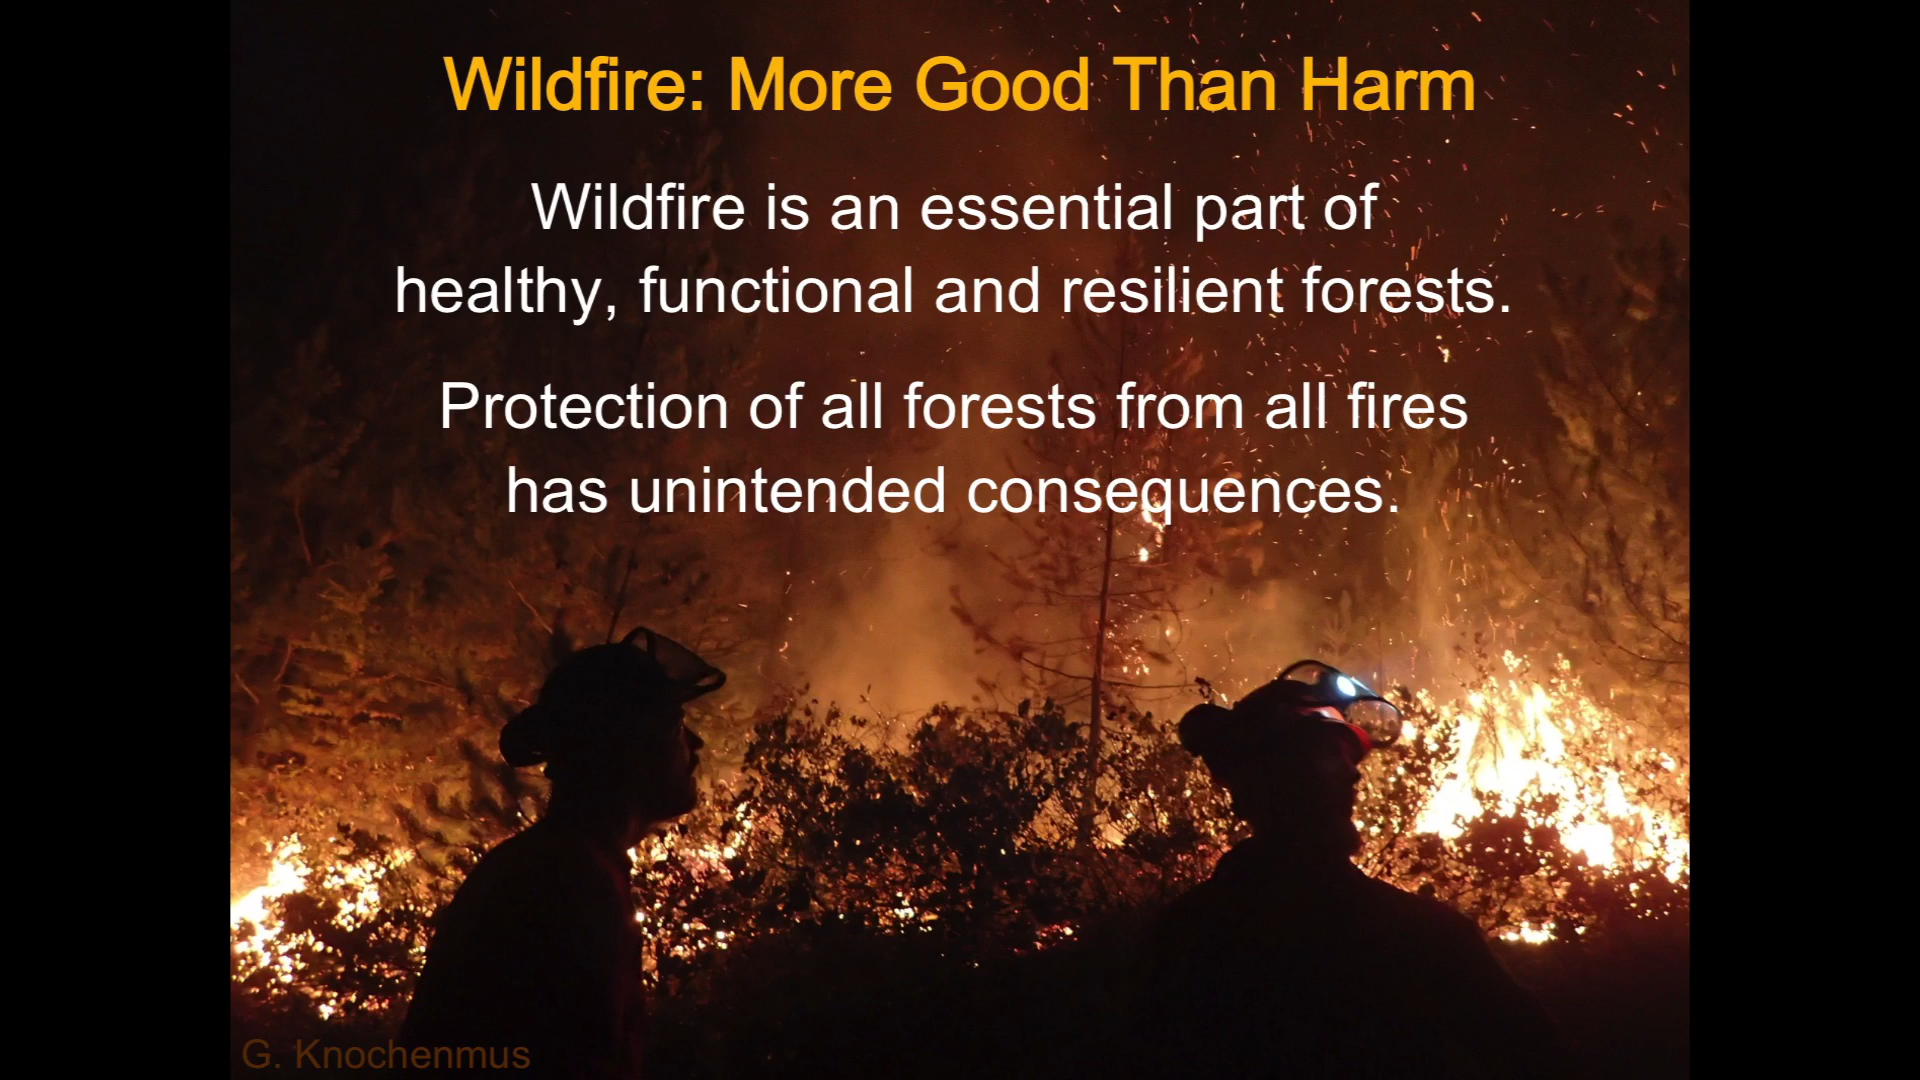 Wildfire: More Good Than Harm
Wildfire is an essential part of
healthy, functional and resilient forests.
Protection of all forests from all fires
has unintended consequences.
G. Knochenmus